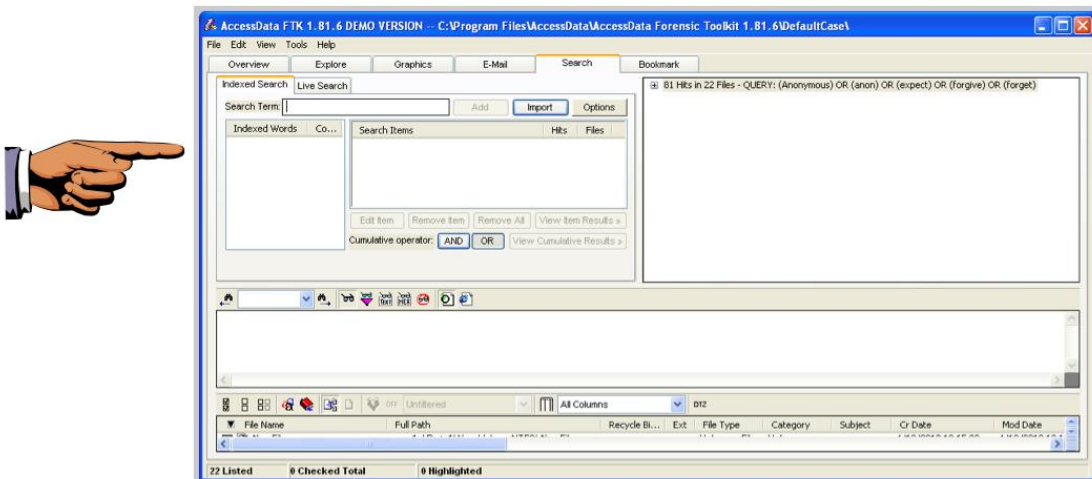 AccessData FTK 1.81.6 DEMO VERSION -- C:\Program Files\AccessData\AccessData Forensic Toolkit 1.81.6\DefaultCase\
File Edit View Tools Help
Overview Explore Graphics E-Mail Search Bookmark
Indexed Search Live Search
81 Hits in 22 Files - QUERY: (Anonymous) OR (anon) OR (expect) OR (forgive) OR (forget)
Search Term: Add Import Options
Indexed Words Co... Search Items Hits Files
Edit Item Remove Item Remove All View Item Results »
Cumulative operator: AND OR View Cumulative Results »
OFF Unfiltered All Columns DTZ
File Name Full Path Recycle Bi... Ext File Type Category Subject Cr Date Mod Date
22 Listed 0 Checked Total 0 Highlighted